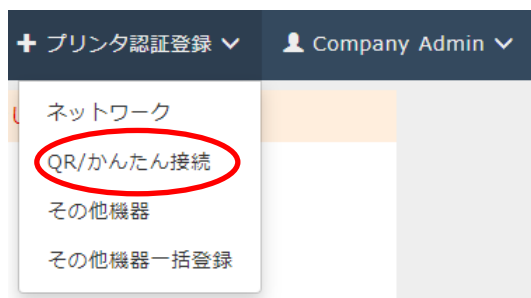 プリンタ認証登録
Company Admin
ネットワーク
QR/かんたん接続
その他機器
その他機器一括登録